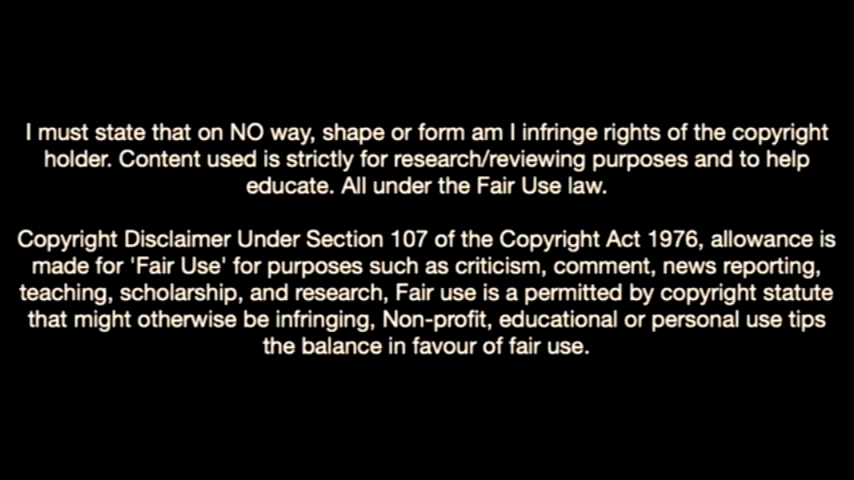 I must state that on NO way, shape or form am I infringe rights of the copyright
holder. Content used is strictly for research/reviewing purposes and to help
educate. All under the Fair Use law.
Copyright Disclaimer Under Section 107 of the Copyright Act 1976, allowance is
made for 'Fair Use' for purposes such as criticism, comment, news reporting,
teaching, scholarship, and research, Fair use is a permitted by copyright statute
that might otherwise be infringing, Non-profit, educational or personal use tips
the balance in favour of fair use.